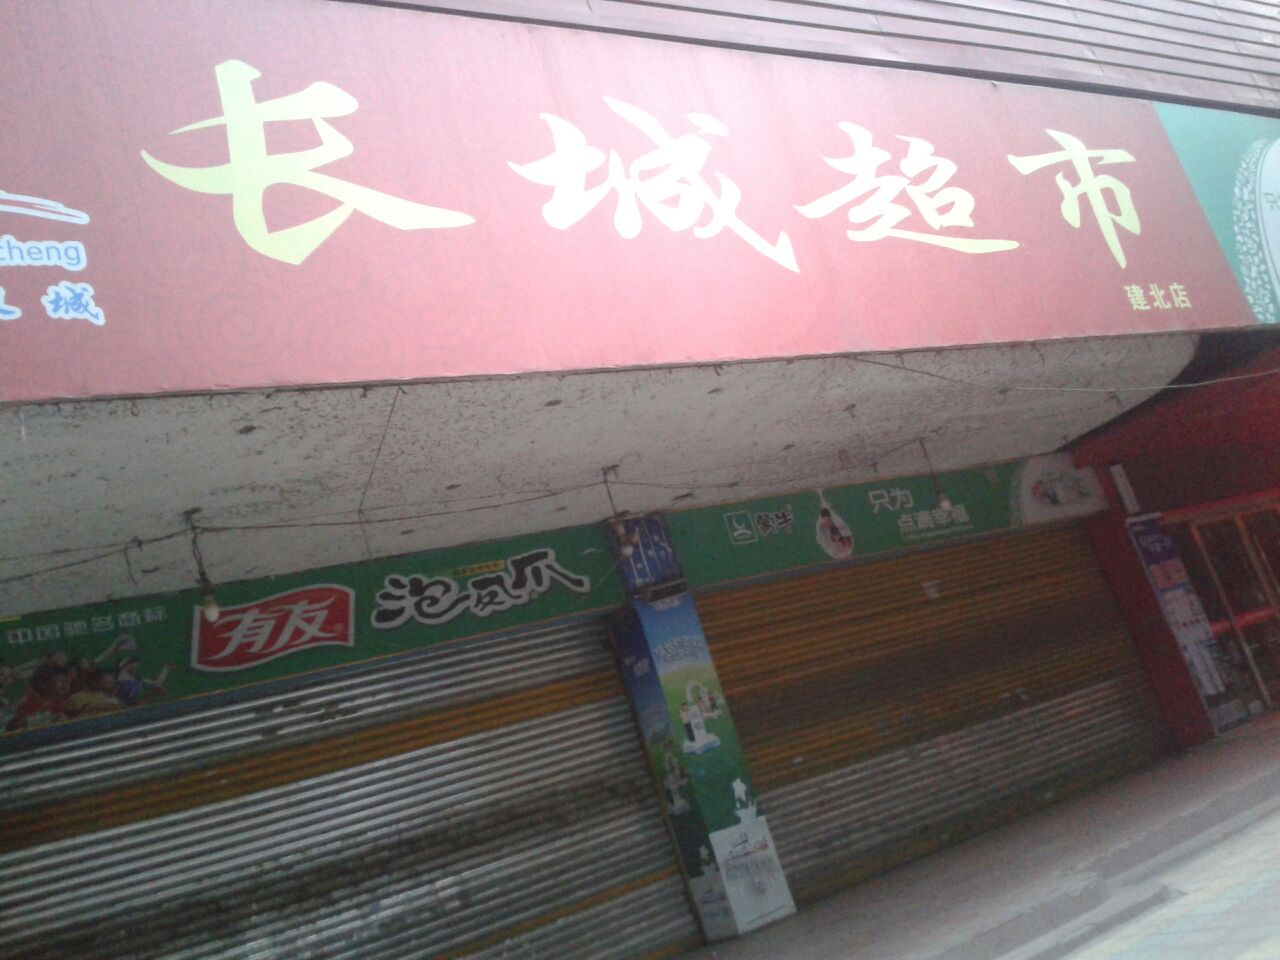 长城超市
cheng
城
建北店
中国驰名商标
有友
泡凤爪
蒙牛
只为
点滴幸福